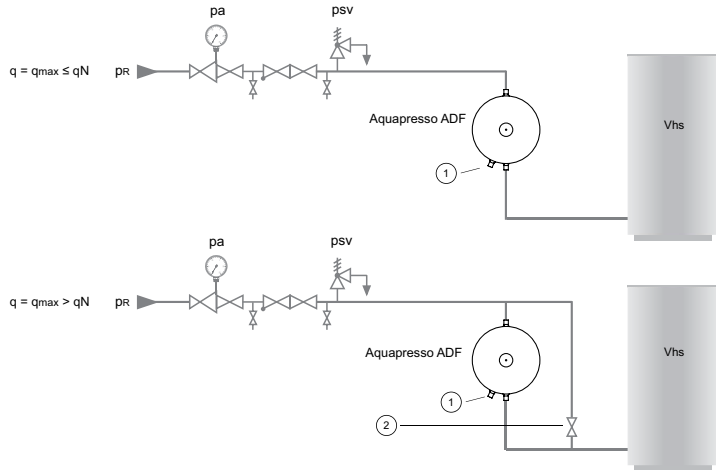 pa psv
q = qmax ≤ qN pR
Aquapresso ADF
Vhs
1
pa psv
q = qmax > qN pR
Aquapresso ADF
Vhs
1
2